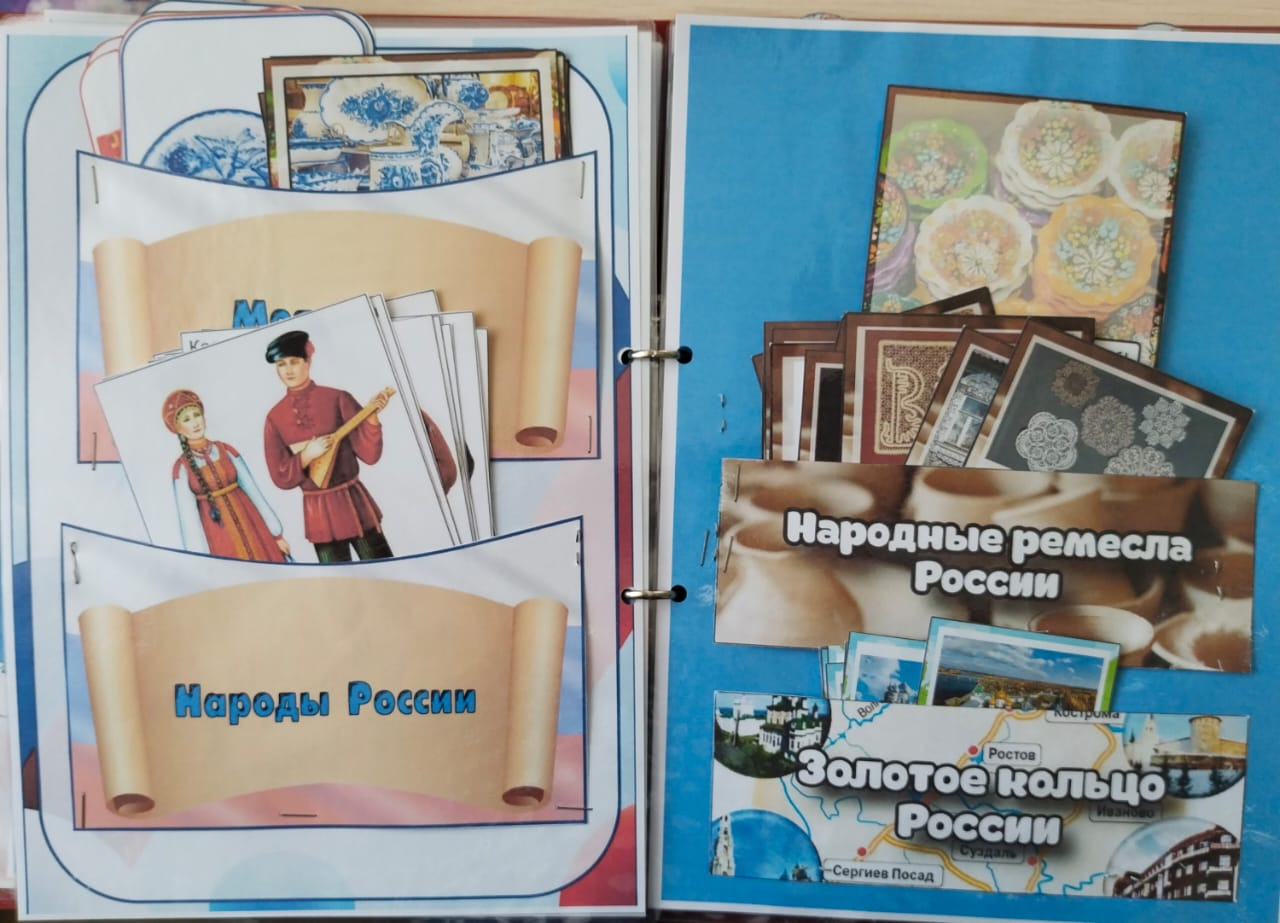 Народы России
Народные ремесла
России
Кострома
Ростов
Золотое кольцо
Иваново
России
Суздаль
Сергиев Посад